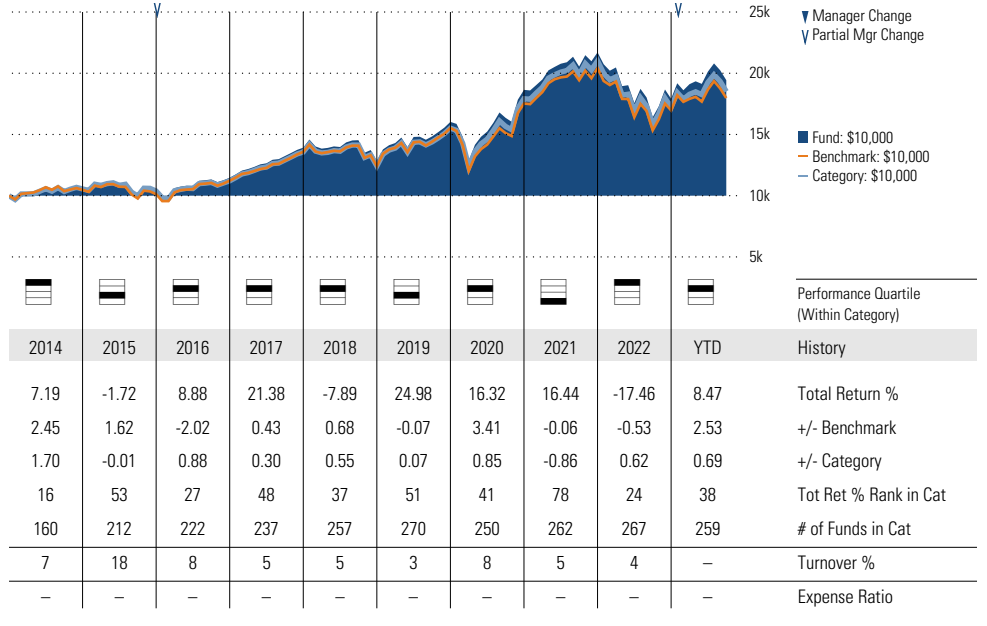 25k
20k
15k
10k
5k
Manager Change
Partial Mgr Change
Fund: $10,000
Benchmark: $10,000
Category: $10,000
Performance Quartile
(Within Category)
2014 2015 2016 2017 2018 2019 2020 2021 2022 YTD History
7.19 -1.72 8.88 21.38 -7.89 24.98 16.32 16.44 -17.46 8.47 Total Return %
2.45 1.62 -2.02 0.43 0.68 -0.07 3.41 -0.06 -0.53 2.53 +/- Benchmark
1.70 -0.01 0.88 0.30 0.55 0.07 0.85 -0.86 0.62 0.69 +/- Category
16 53 27 48 37 51 41 78 24 38 Tot Ret % Rank in Cat
160 212 222 237 257 270 250 262 267 259 # of Funds in Cat
7 18 8 5 5 3 8 5 4 – Turnover %
– – – – – – – – – – Expense Ratio